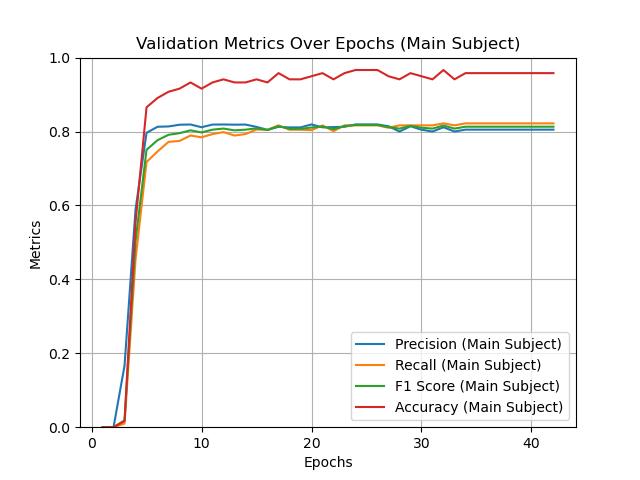 Validation Metrics Over Epochs (Main Subject)
1.0
0.8
0.6
0.4
0.2
0.0
Metrics
Precision (Main Subject)
Recall (Main Subject)
F1 Score (Main Subject)
Accuracy (Main Subject)
0 10 20 30 40
Epochs